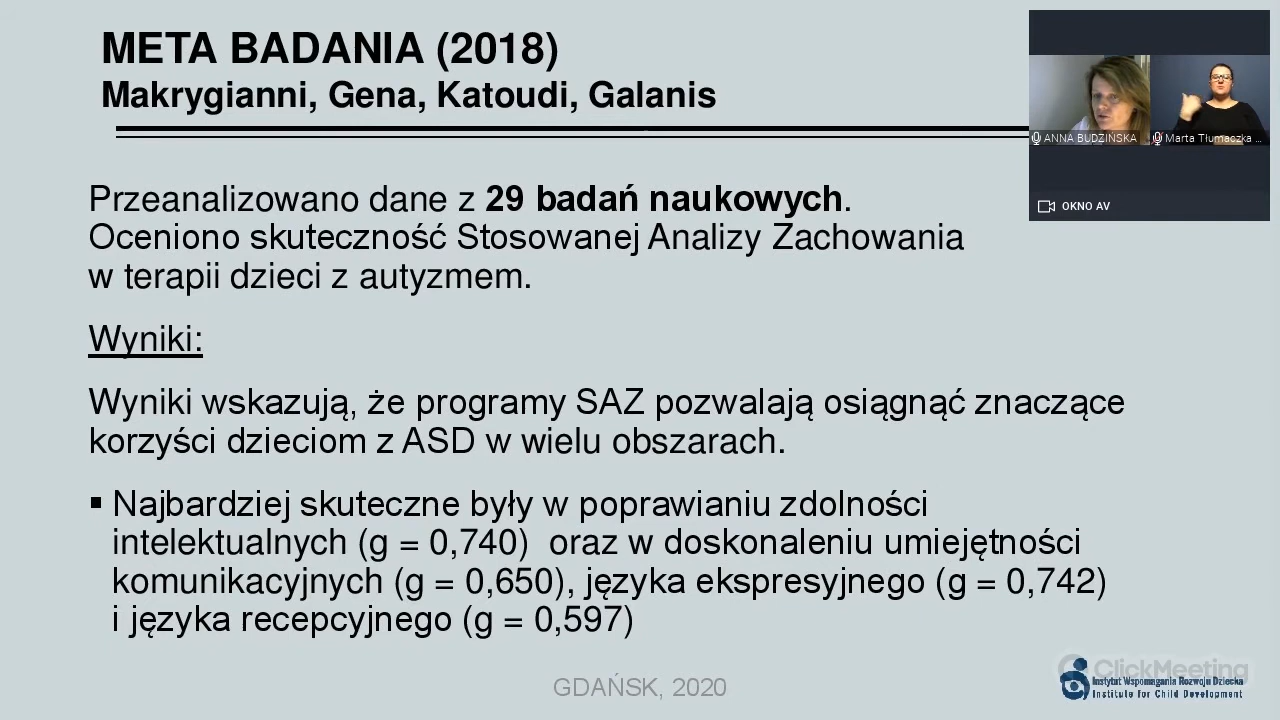 META BADANIA (2018)
Makrygianni, Gena, Katoudi, Galanis
ANNA BUDZIŃSKA
Marta Tłumaczka ...
OKNO AV
Przeanalizowano dane z 29 badań naukowych.
Oceniono skuteczność Stosowanej Analizy Zachowania
w terapii dzieci z autyzmem.
Wyniki:
Wyniki wskazują, że programy SAZ pozwalają osiągnąć znaczące
korzyści dzieciom z ASD w wielu obszarach.
▪ Najbardziej skuteczne były w poprawianiu zdolności
intelektualnych (g = 0,740) oraz w doskonaleniu umiejętności
komunikacyjnych (g = 0,650), języka ekspresyjnego (g = 0,742)
i języka recepcyjnego (g = 0,597)
GDAŃSK, 2020
ClickMeeting
Instytut Wspomagania Rozwoju Dziecka
Institute for Child Development